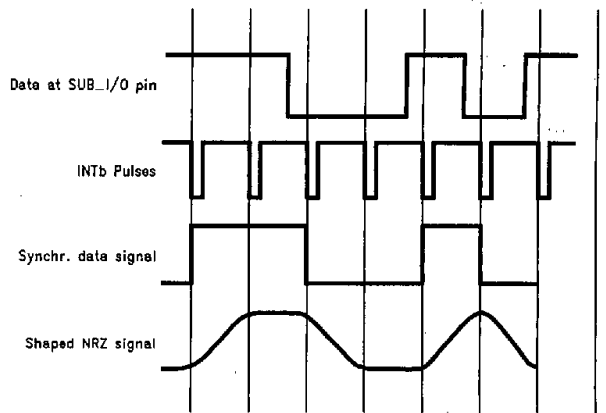 Data at SUB_I/O pin
INTb Pulses
Synchr. data signal
Shaped NRZ signal